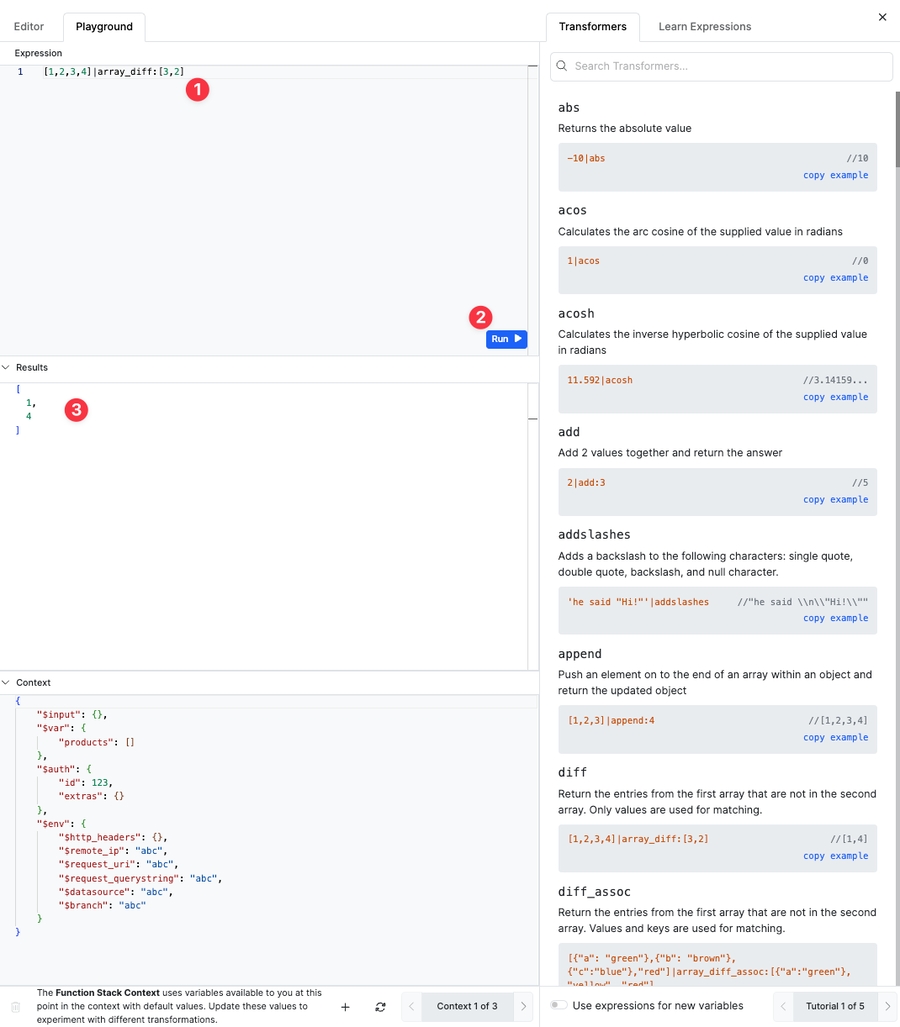 Editor
Playground
Expression
1 [1,2,3,4]|array_diff:[3,2]
1
2
Run
Results
[
1,
4
]
3
Context
{
"$input": {},
"$var": {
"products": []
},
"$auth": {
"id": 123,
"extras": {}
},
"$env": {
"$http_headers": {},
"$remote_ip": "abc",
"$request_uri": "abc",
"$request_querystring": "abc",
"$datasource": "abc",
"$branch": "abc"
}
}
The Function Stack Context uses variables available to you at this
point in the context with default values. Update these values to
experiment with different transformations.
Context 1 of 3
Transformers
Learn Expressions
Search Transformers...
abs
Returns the absolute value
-10|abs //10
copy example
acos
Calculates the arc cosine of the supplied value in radians
1|acos //0
copy example
acosh
Calculates the inverse hyperbolic cosine of the supplied value
in radians
11.592|acosh //3.14159...
copy example
add
Add 2 values together and return the answer
2|add:3 //5
copy example
addslashes
Adds a backslash to the following characters: single quote,
double quote, backslash, and null character.
'he said "Hi!"'|addslashes //"he said \\n\\"Hi!\\""
copy example
append
Push an element on to the end of an array within an object and
return the updated object
[1,2,3]|append:4 //[1,2,3,4]
copy example
diff
Return the entries from the first array that are not in the second
array. Only values are used for matching.
[1,2,3,4]|array_diff:[3,2] //[1,4]
copy example
diff_assoc
Return the entries from the first array that are not in the second
array. Values and keys are used for matching.
[{"a": "green"},{"b": "brown"},
{"c":"blue"},"red"]|array_diff_assoc:[{"a":"green"},
"yellow", "red"]
Use expressions for new variables
Tutorial 1 of 5